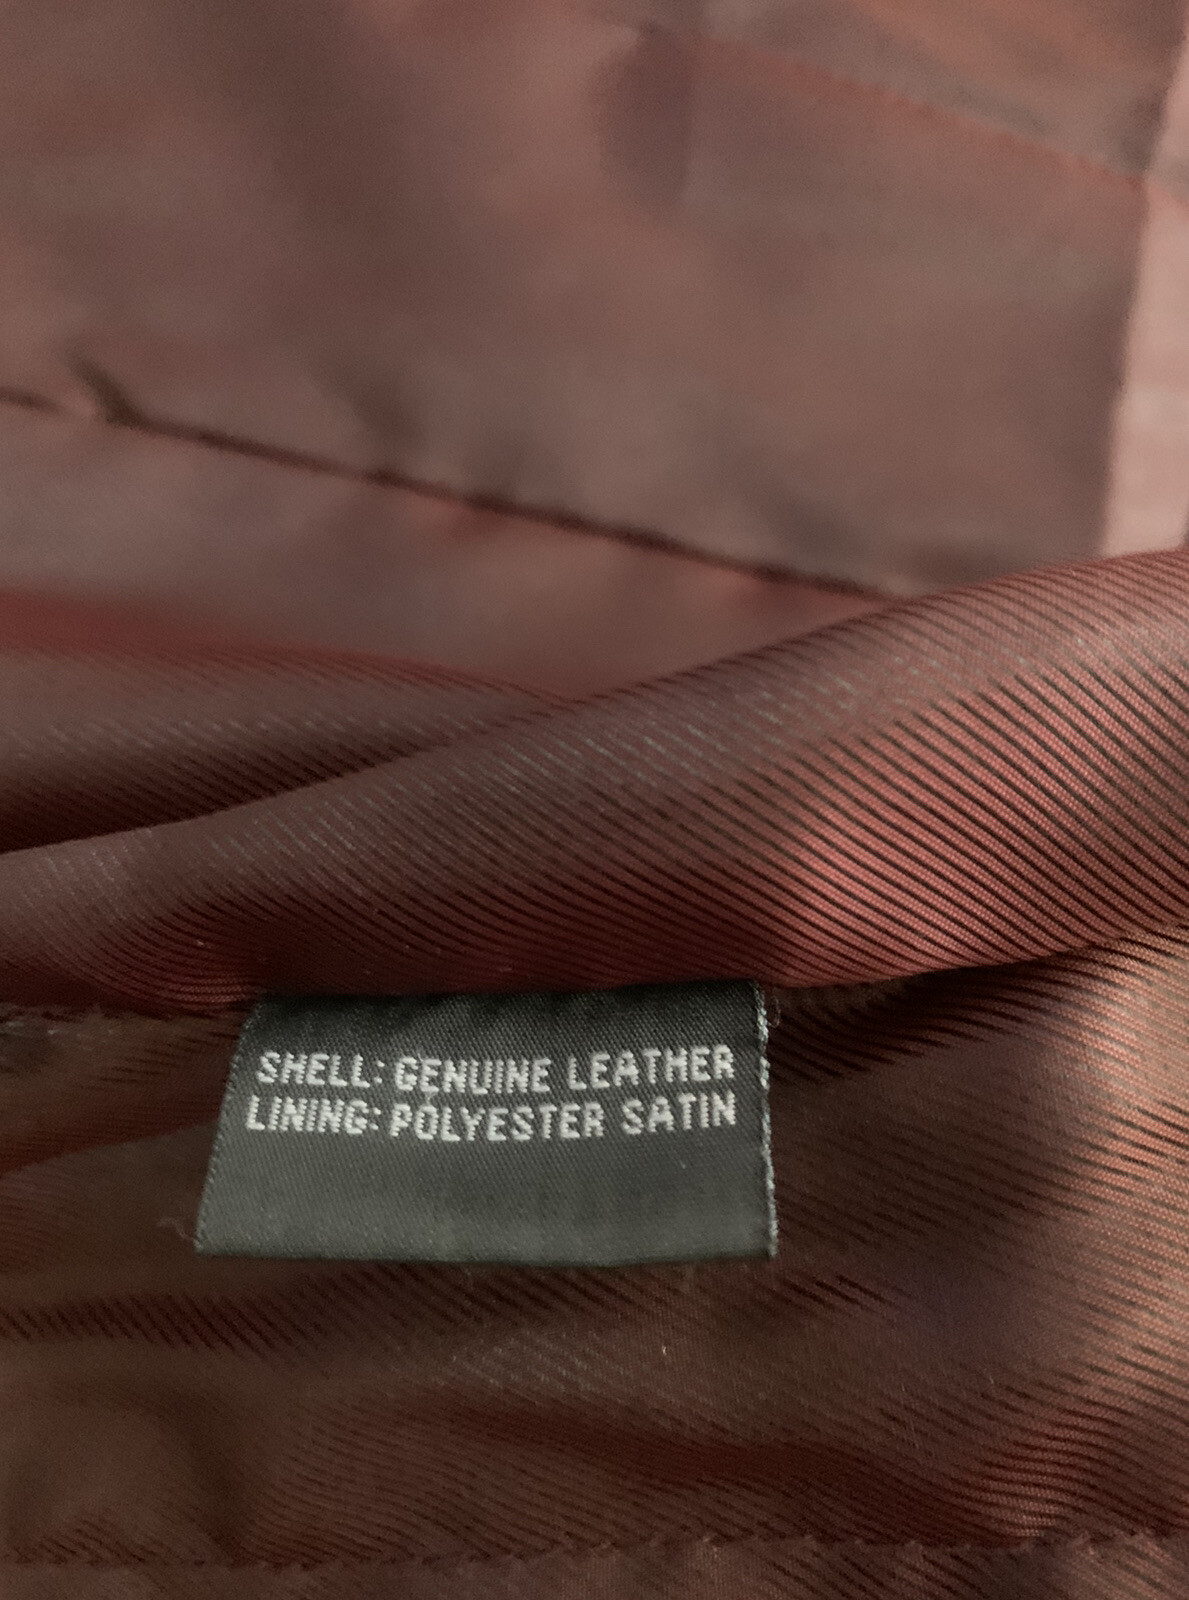 SHELL: GENUINE LEATHER
LINING: POLYESTER SATIN